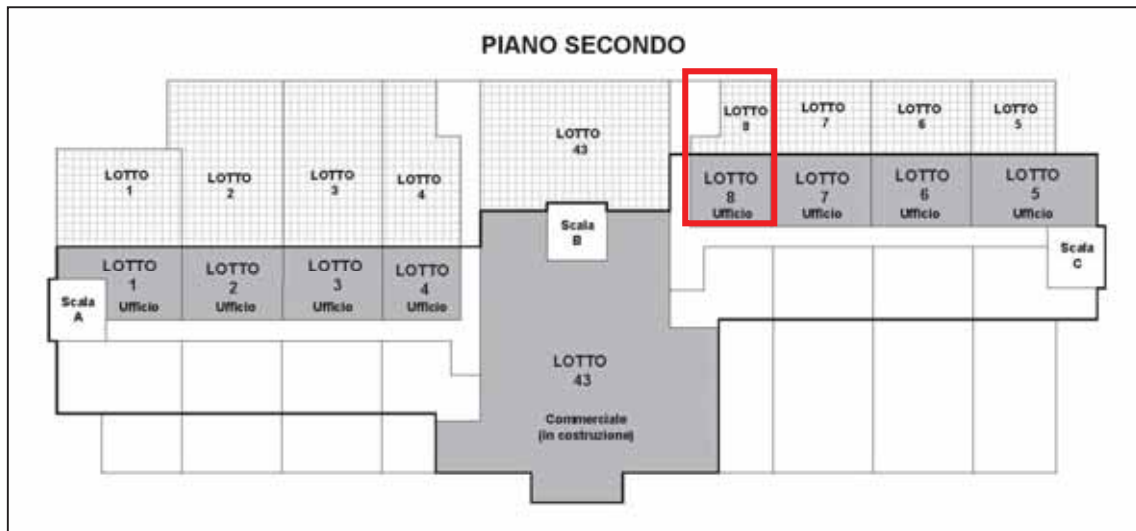 PIANO SECONDO
LOTTO
8
LOTTO
7
LOTTO
6
LOTTO
5
LOTTO
43
LOTTO
1
LOTTO
2
LOTTO
3
LOTTO
4
LOTTO
8
Ufficio
LOTTO
7
Ufficio
LOTTO
6
Ufficio
LOTTO
5
Ufficio
Scala
B
Scala
C
LOTTO
1
Ufficio
LOTTO
2
Ufficio
LOTTO
3
Ufficio
LOTTO
4
Ufficio
Scala
A
LOTTO
43
Commerciale
(in costruzione)